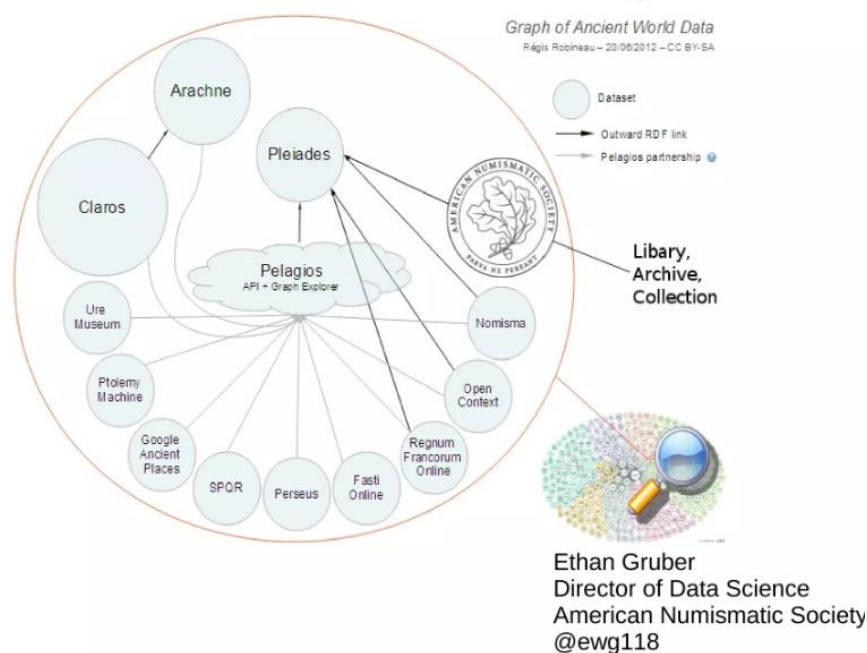 Graph of Ancient World Data
Régis Robineau – 20/06/2012 – CC BY-SA
Dataset
Outward RDF link
Pelagios partnership
Arachne
Pleiades
Claros
AMERICAN NUMISMATIC SOCIETY
PARVA NE PEREANT
Libary,
Archive,
Collection
Pelagios
API + Graph Explorer
Ure
Museum
Nomisma
Ptolemy
Machine
Open
Context
Google
Ancient
Places
Regnum
Francorum
Online
SPQR
Perseus
Fasti
Online
Ethan Gruber
Director of Data Science
American Numismatic Society
@ewg118